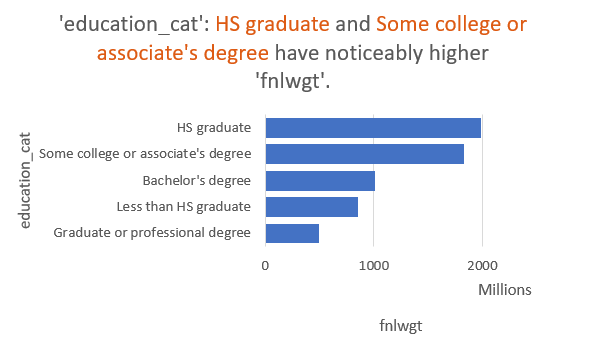 'education_cat': HS graduate and Some college or
associate's degree have noticeably higher
'fnlwgt'.
education_cat
HS graduate
Some college or associate's degree
Bachelor's degree
Less than HS graduate
Graduate or professional degree
0 1000 2000
Millions
fnlwgt